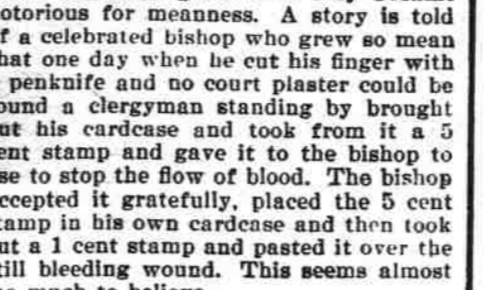 otorious for meanness. A story is told
f a celebrated bishop who grew so mean
hat one day when he cut his finger with
penknife and no court plaster could be
ound a clergyman standing by brought
ut his cardcase and took from it a 5
ent stamp and gave it to the bishop to
se to stop the flow of blood. The bishop
ccepted it gratefully, placed the 5 cent
tamp in his own cardcase and then took
ut a 1 cent stamp and pasted it over the
till bleeding wound. This seems almost